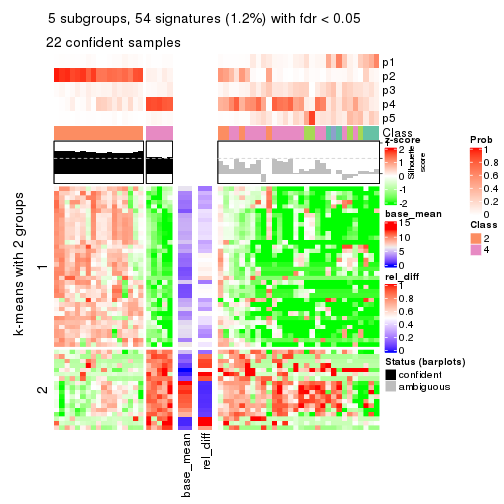 5 subgroups, 54 signatures (1.2%) with fdr < 0.05
22 confident samples
p1
p2
p3
p4
p5
Class
z-score
2
1
0
-1
-2
Silhouette
score
1
Prob
1
0.8
0.6
0.4
0.2
0
Class
2
4
base_mean
15
10
5
0
rel_diff
1
0.8
0.6
0.4
0.2
0
Status (barplots)
confident
ambiguous
k-means with 2 groups
1
2
base_mean
rel_diff